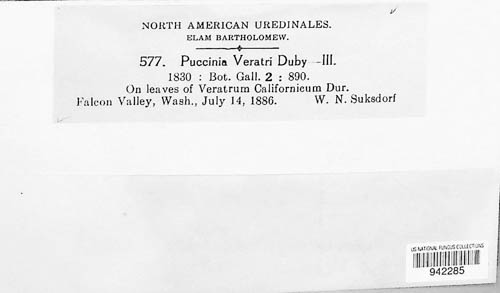 NORTH AMERICAN UREDINALES.
ELAM BARTHOLOMEW.
577. Puccinia Veratri Duby —III.
1830 : Bot. Gall. 2 : 890.
On leaves of Veratrum Californicum Dur.
Falcon Valley, Wash., July 14, 1886. W. N. Suksdorf
US NATIONAL FUNGUS COLLECTIONS
942285